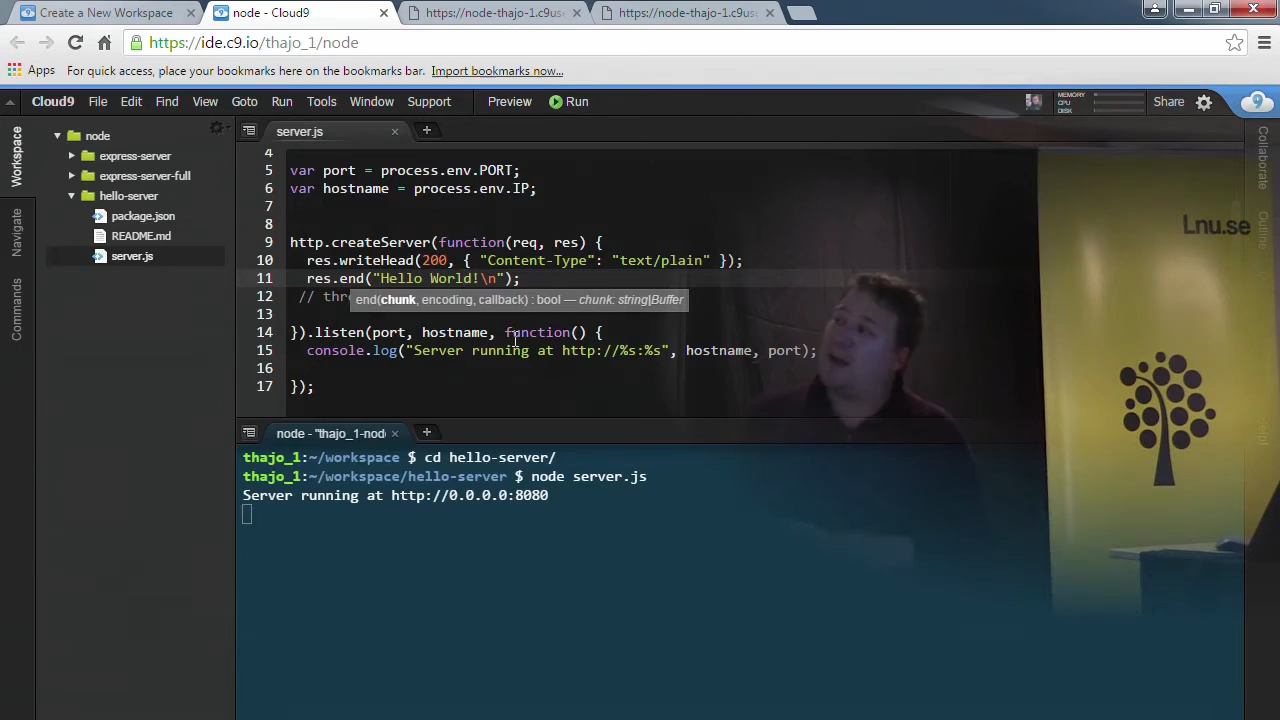 Create a New Workspace
node - Cloud9
https://node-thajo-1.c9use
https://node-thajo-1.c9use
https://ide.c9.io/thajo_1/node
Apps
For quick access, place your bookmarks here on the bookmarks bar.
Import bookmarks now...
Cloud9 File Edit Find View Goto Run Tools Window Support Preview Run
MEMORY
CPU
DISK
Share
Workspace
Navigate
Commands
node
express-server
express-server-full
hello-server
package.json
README.md
server.js
server.js
4
5 var port = process.env.PORT;
6 var hostname = process.env.IP;
7
8
9 http.createServer(function(req, res) {
10 res.writeHead(200, { "Content-Type": "text/plain" });
11 res.end("Hello World!\n");
12 // thr
end(chunk, encoding, callback) : bool — chunk: string|Buffer
13
14 }).listen(port, hostname, function() {
15 console.log("Server running at http://%s:%s", hostname, port);
16
17 });
Collaborate
Outline
Lnu.se
node - "thajo_1-node
thajo_1:~/workspace $ cd hello-server/
thajo_1:~/workspace/hello-server $ node server.js
Server running at http://0.0.0.0:8080